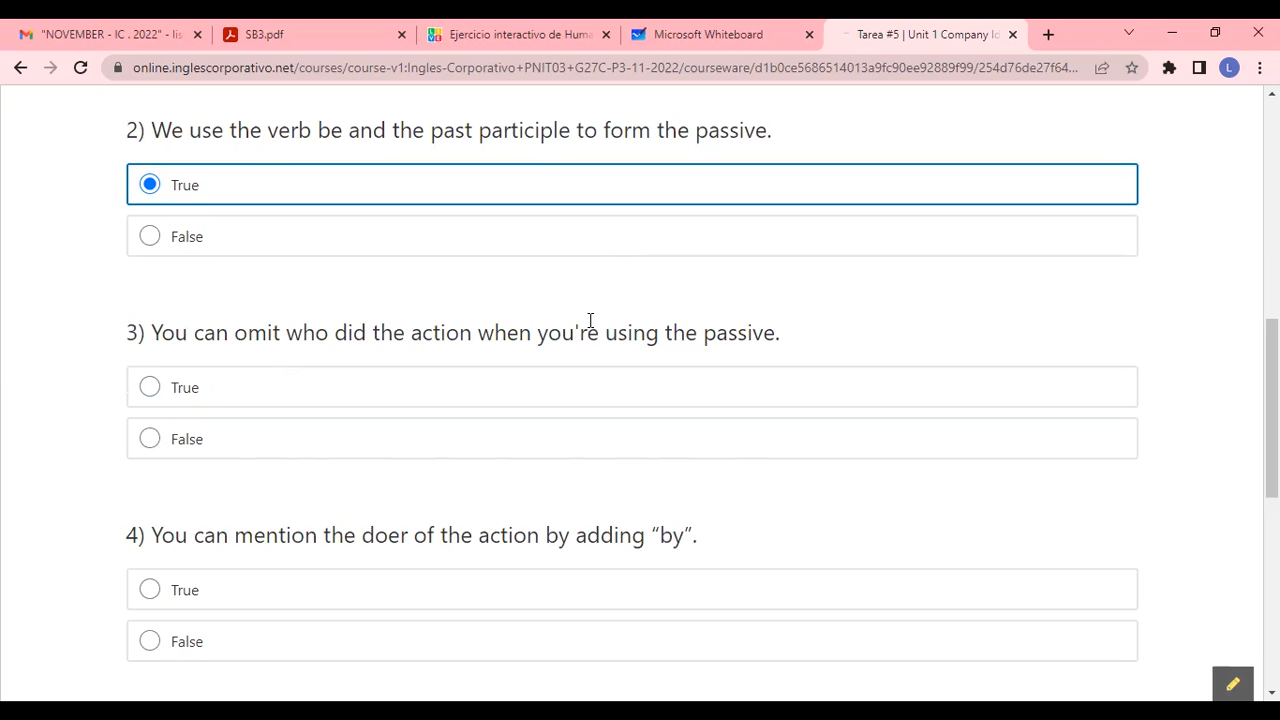 "NOVEMBER - IC . 2022" - lis
SB3.pdf
Ejercicio interactivo de Huma
Microsoft Whiteboard
Tarea #5 | Unit 1 Company Id
online.inglescorporativo.net/courses/course-v1:Ingles-Corporativo+PNIT03+G27C-P3-11-2022/courseware/d1b0ce5686514013a9fc90ee92889f99/254d76de27f64...
L
2) We use the verb be and the past participle to form the passive.
True
False
3) You can omit who did the action when you're using the passive.
True
False
4) You can mention the doer of the action by adding “by”.
True
False